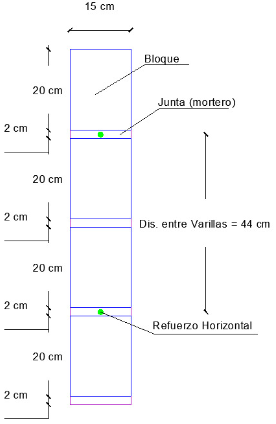 15 cm
Bloque
20 cm
Junta (mortero)
2 cm
20 cm
2 cm
Dis. entre Varillas = 44 cm
20 cm
2 cm
Refuerzo Horizontal
20 cm
2 cm